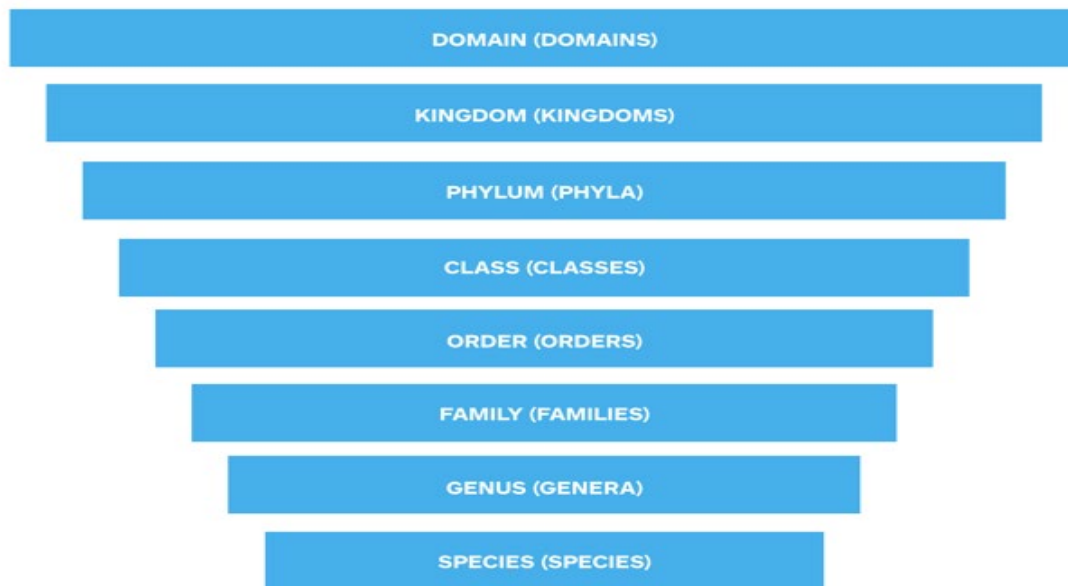 DOMAIN (DOMAINS)
KINGDOM (KINGDOMS)
PHYLUM (PHYLA)
CLASS (CLASSES)
ORDER (ORDERS)
FAMILY (FAMILIES)
GENUS (GENERA)
SPECIES (SPECIES)